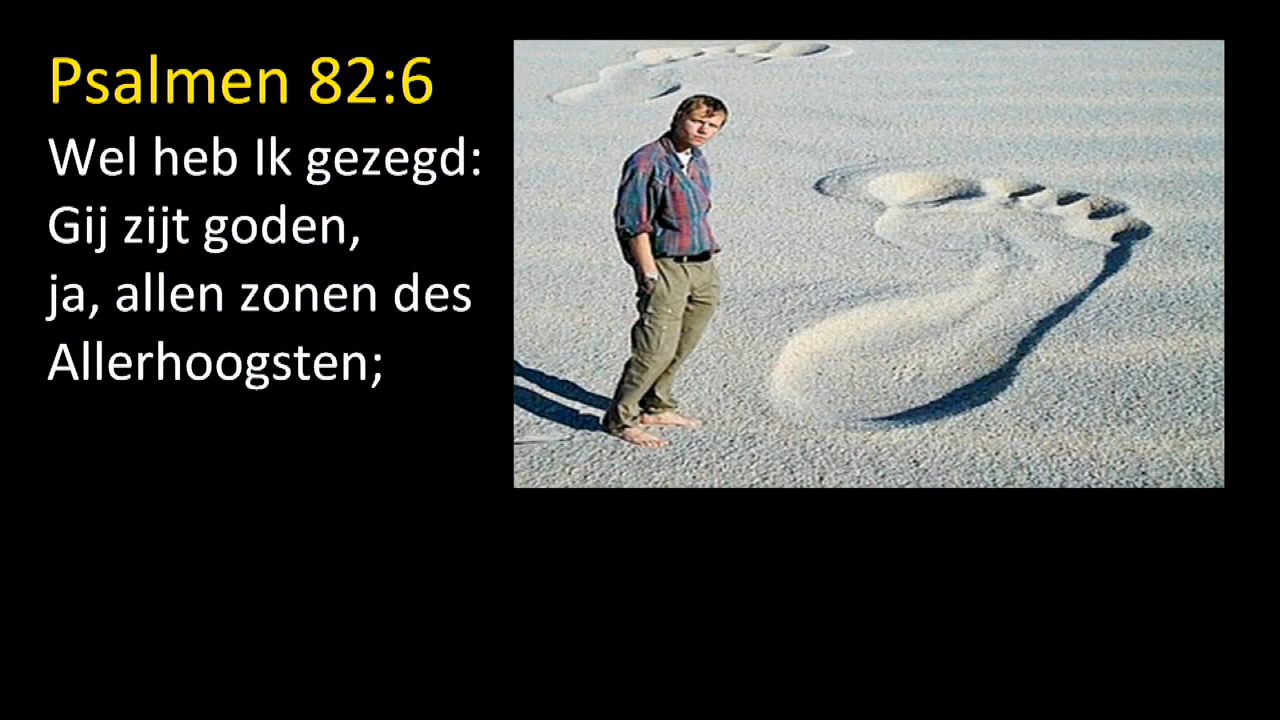 Psalmen 82:6
Wel heb Ik gezegd:
Gij zijt goden,
ja, allen zonen des
Allerhoogsten;